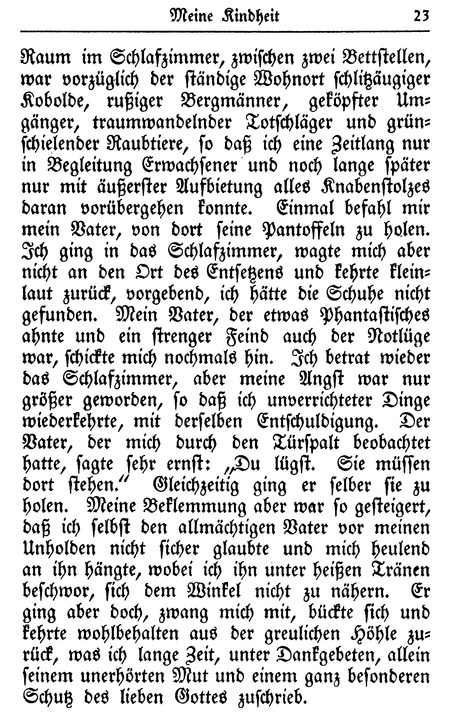 Meine Kindheit 23
Raum im Schlafzimmer, zwischen zwei Bettstellen,
war vorzüglich der ständige Wohnort schlitzäugiger
Kobolde, rußiger Bergmänner, geköpfter Um-
gänger, traumwandelnder Totschläger und grün-
schielender Raubtiere, so daß ich eine Zeitlang nur
in Begleitung Erwachsener und noch lange später
nur mit äußerster Aufbietung alles Knabenstolzes
daran vorübergehen konnte. Einmal befahl mir
mein Vater, von dort seine Pantoffeln zu holen.
Ich ging in das Schlafzimmer, wagte mich aber
nicht an den Ort des Entsetzens und kehrte klein-
laut zurück, vorgebend, ich hätte die Schuhe nicht
gefunden. Mein Vater, der etwas Phantastisches
ahnte und ein strenger Feind auch der Notlüge
war, schickte mich nochmals hin. Ich betrat wieder
das Schlafzimmer, aber meine Angst war nur
größer geworden, so daß ich unverrichteter Dinge
wiederkehrte, mit derselben Entschuldigung. Der
Vater, der mich durch den Türspalt beobachtet
hatte, sagte sehr ernst: „Du lügst. Sie müssen
dort stehen.“ Gleichzeitig ging er selber sie zu
holen. Meine Beklemmung aber war so gesteigert,
daß ich selbst den allmächtigen Vater vor meinen
Unholden nicht sicher glaubte und mich heulend
an ihn hängte, wobei ich ihn unter heißen Tränen
beschwor, sich dem Winkel nicht zu nähern. Er
ging aber doch, zwang mich mit, bückte sich und
kehrte wohlbehalten aus der greulichen Höhle zu-
rück, was ich lange Zeit, unter Dankgebeten, allein
seinem unerhörten Mut und einem ganz besonderen
Schutz des lieben Gottes zuschrieb.